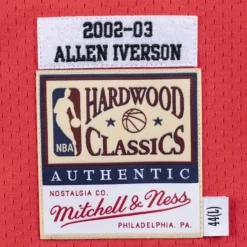 2002-03
ALLEN IVERSON
NBA
HARDWOOD
CLASSICS
AUTHENTIC
NOSTALGIA CO.
Mitchell & Ness
PHILADELPHIA, PA.
44(L)